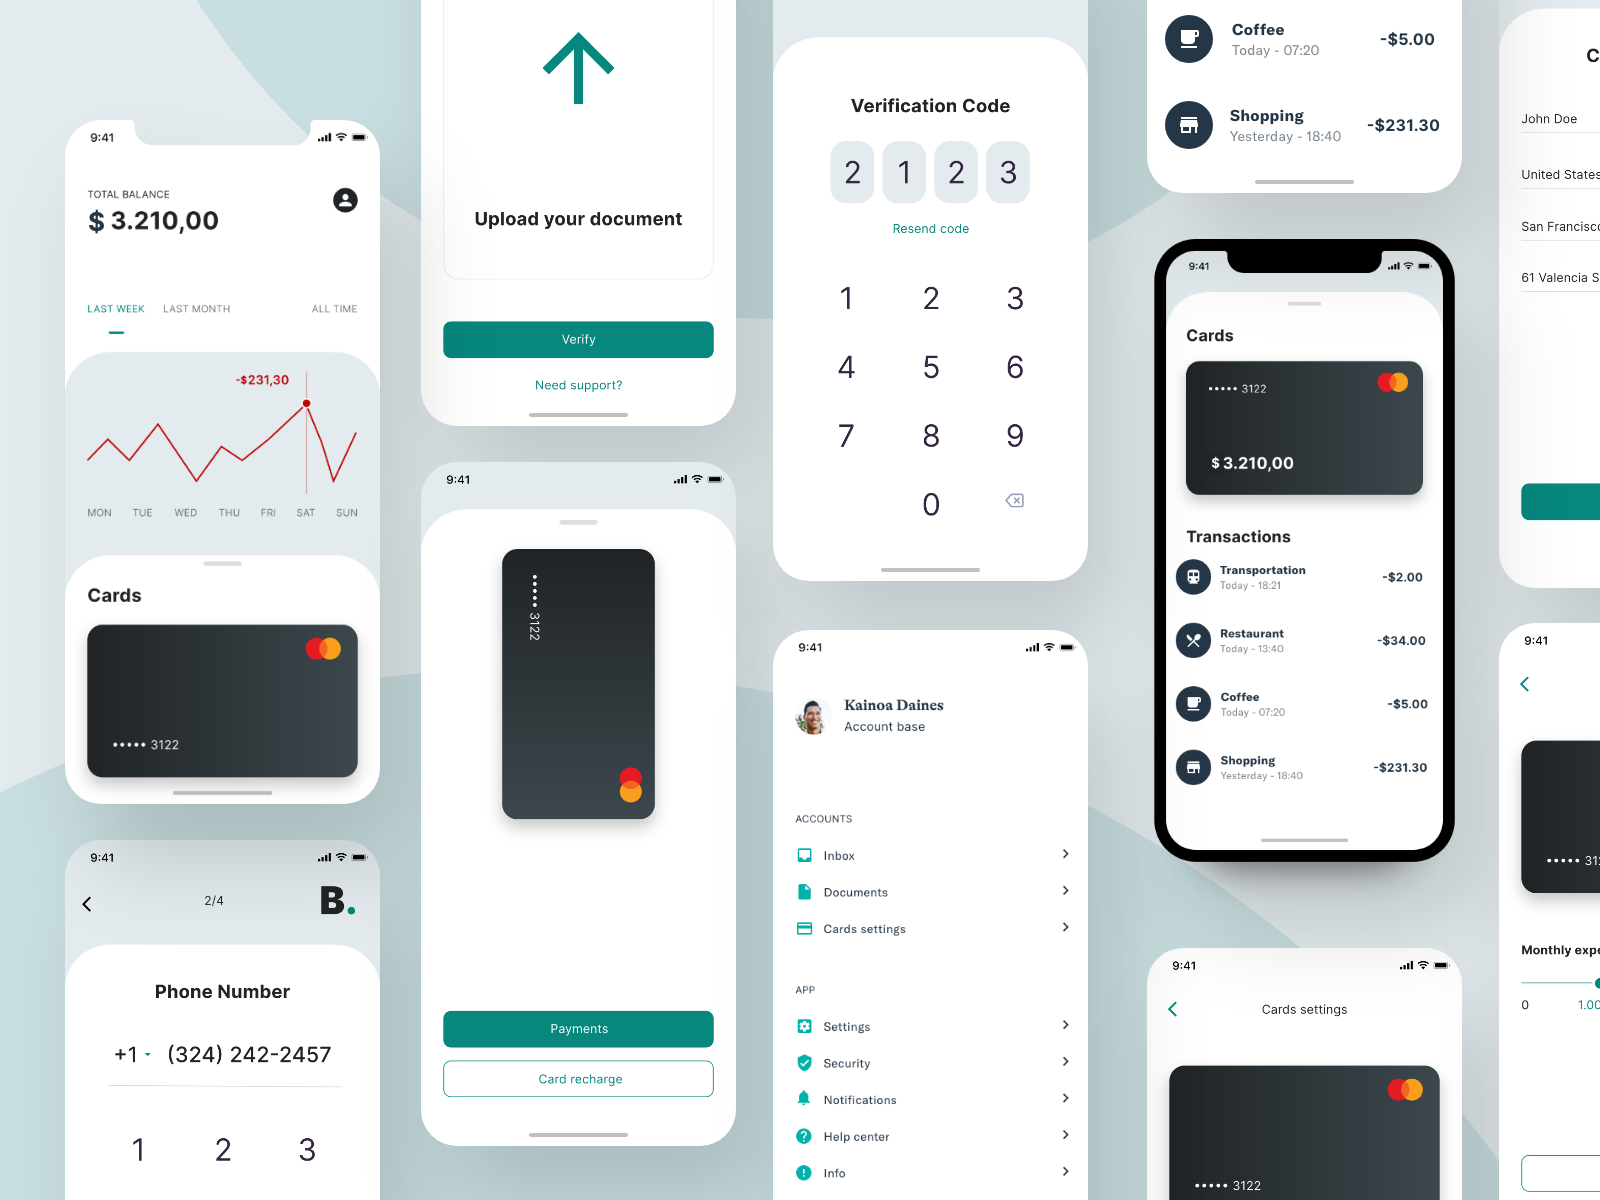 9:41
TOTAL BALANCE
$ 3.210,00
LAST WEEK LAST MONTH ALL TIME
-$231,30
MON TUE WED THU FRI SAT SUN
Cards
••••• 3122
9:41
2/4
B.
Phone Number
+1 (324) 242-2457
1 2 3
Upload your document
Verify
Need support?
9:41
••••• 3122
Payments
Card recharge
Verification Code
2 1 2 3
Resend code
1 2 3
4 5 6
7 8 9
0
9:41
Kainoa Daines
Account base
ACCOUNTS
Inbox
Documents
Cards settings
APP
Settings
Security
Notifications
Help center
Info
Coffee -$5.00
Today - 07:20
Shopping -$231.30
Yesterday - 18:40
9:41
Cards
••••• 3122
$ 3.210,00
Transactions
Transportation -$2.00
Today - 18:21
Restaurant -$34.00
Today - 13:40
Coffee -$5.00
Today - 07:20
Shopping -$231.30
Yesterday - 18:40
9:41
Cards settings
••••• 3122
C
John Doe
United States
San Francisco
61 Valencia S
9:41
••••• 312
Monthly expe
0 1.00